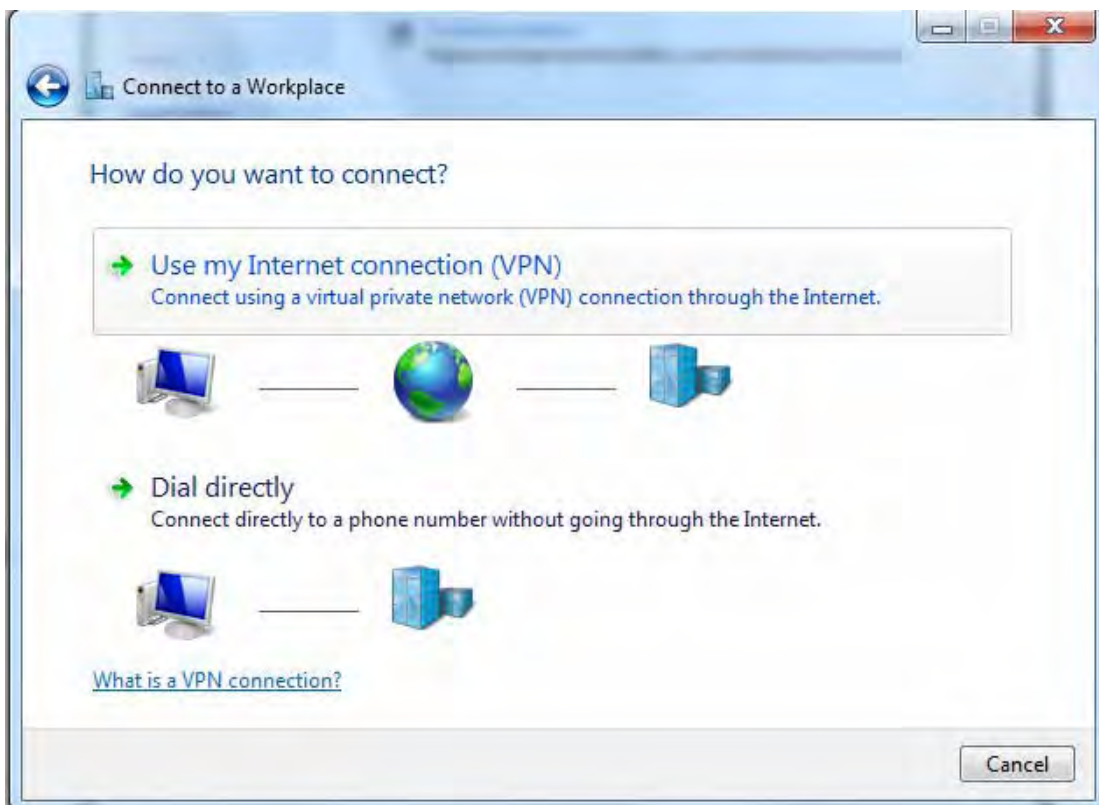 Connect to a Workplace
How do you want to connect?
Use my Internet connection (VPN)
Connect using a virtual private network (VPN) connection through the Internet.
Dial directly
Connect directly to a phone number without going through the Internet.
What is a VPN connection?
Cancel